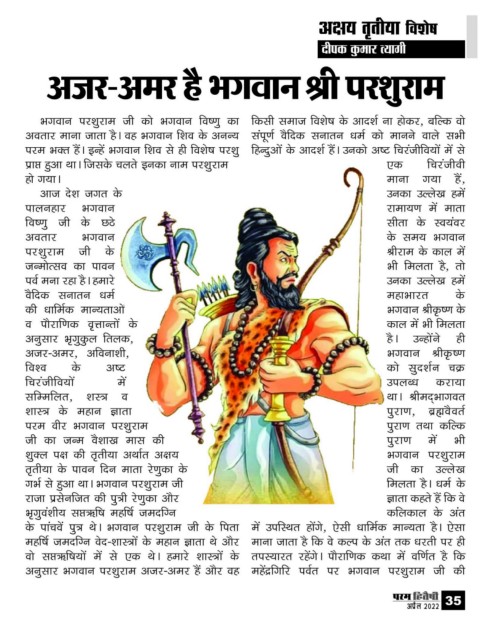 अक्षय तृतीया विशेष
दीपक कुमार त्यागी
अजर-अमर है भगवान श्री परशुराम
भगवान परशुराम जी को भगवान विष्णु का
अवतार माना जाता है। वह भगवान शिव के अनन्य
परम भक्त हैं। इन्हें भगवान शिव से ही विशेष परशु
प्राप्त हुआ था। जिसके चलते इनका नाम परशुराम
हो गया।
आज देश जगत के
पालनहार भगवान
विष्णु जी के छठे
अवतार भगवान
परशुराम जी के
जन्मोत्सव का पावन
पर्व मना रहा है। हमारे
वैदिक सनातन धर्म
की धार्मिक मान्यताओं
व पौराणिक वृत्तान्तों के
अनुसार भृगुकुल तिलक,
अजर-अमर, अविनाशी,
विश्व के अष्ट
चिरंजीवियों में
सम्मिलित, शस्त्र व
शास्त्र के महान ज्ञाता
परम वीर भगवान परशुराम
जी का जन्म वैशाख मास की
शुक्ल पक्ष की तृतीया अर्थात अक्षय
तृतीया के पावन दिन माता रेणुका के
गर्भ से हुआ था। भगवान परशुराम जी
राजा प्रसेनजित की पुत्री रेणुका और
भृगुवंशीय सप्तऋषि महर्षि जमदग्नि
के पांचवें पुत्र थे। भगवान परशुराम जी के पिता
महर्षि जमदग्नि वेद-शास्त्रों के महान ज्ञाता थे और
वो सप्तऋषियों में से एक थे। हमारे शास्त्रों के
अनुसार भगवान परशुराम अजर-अमर हैं और वह
किसी समाज विशेष के आदर्श ना होकर, बल्कि वो
संपूर्ण वैदिक सनातन धर्म को मानने वाले सभी
हिन्दुओं के आदर्श हैं। उनको अष्ट चिरंजीवियों में से
एक चिरंजीवी
माना गया हैं,
उनका उल्लेख हमें
रामायण में माता
सीता के स्वयंवर
के समय भगवान
श्रीराम के काल में
भी मिलता है, तो
उनका उल्लेख हमें
महाभारत के
भगवान श्रीकृष्ण के
काल में भी मिलता
है। उन्होंने ही
भगवान श्रीकृष्ण
को सुदर्शन चक्र
उपलब्ध कराया
था। श्रीमद्भागवत
पुराण, ब्रह्मवैवर्त
पुराण तथा कल्कि
पुराण में भी
भगवान परशुराम
जी का उल्लेख
मिलता है। धर्म के
ज्ञाता कहते हैं कि वे
कलिकाल के अंत
में उपस्थित होंगे, ऐसी धार्मिक मान्यता है। ऐसा
माना जाता है कि वे कल्प के अंत तक धरती पर ही
तपस्यारत रहेंगे। पौराणिक कथा में वर्णित है कि
महेंद्रगिरि पर्वत पर भगवान परशुराम जी की
परम हितैषी
अप्रैल 2022
35